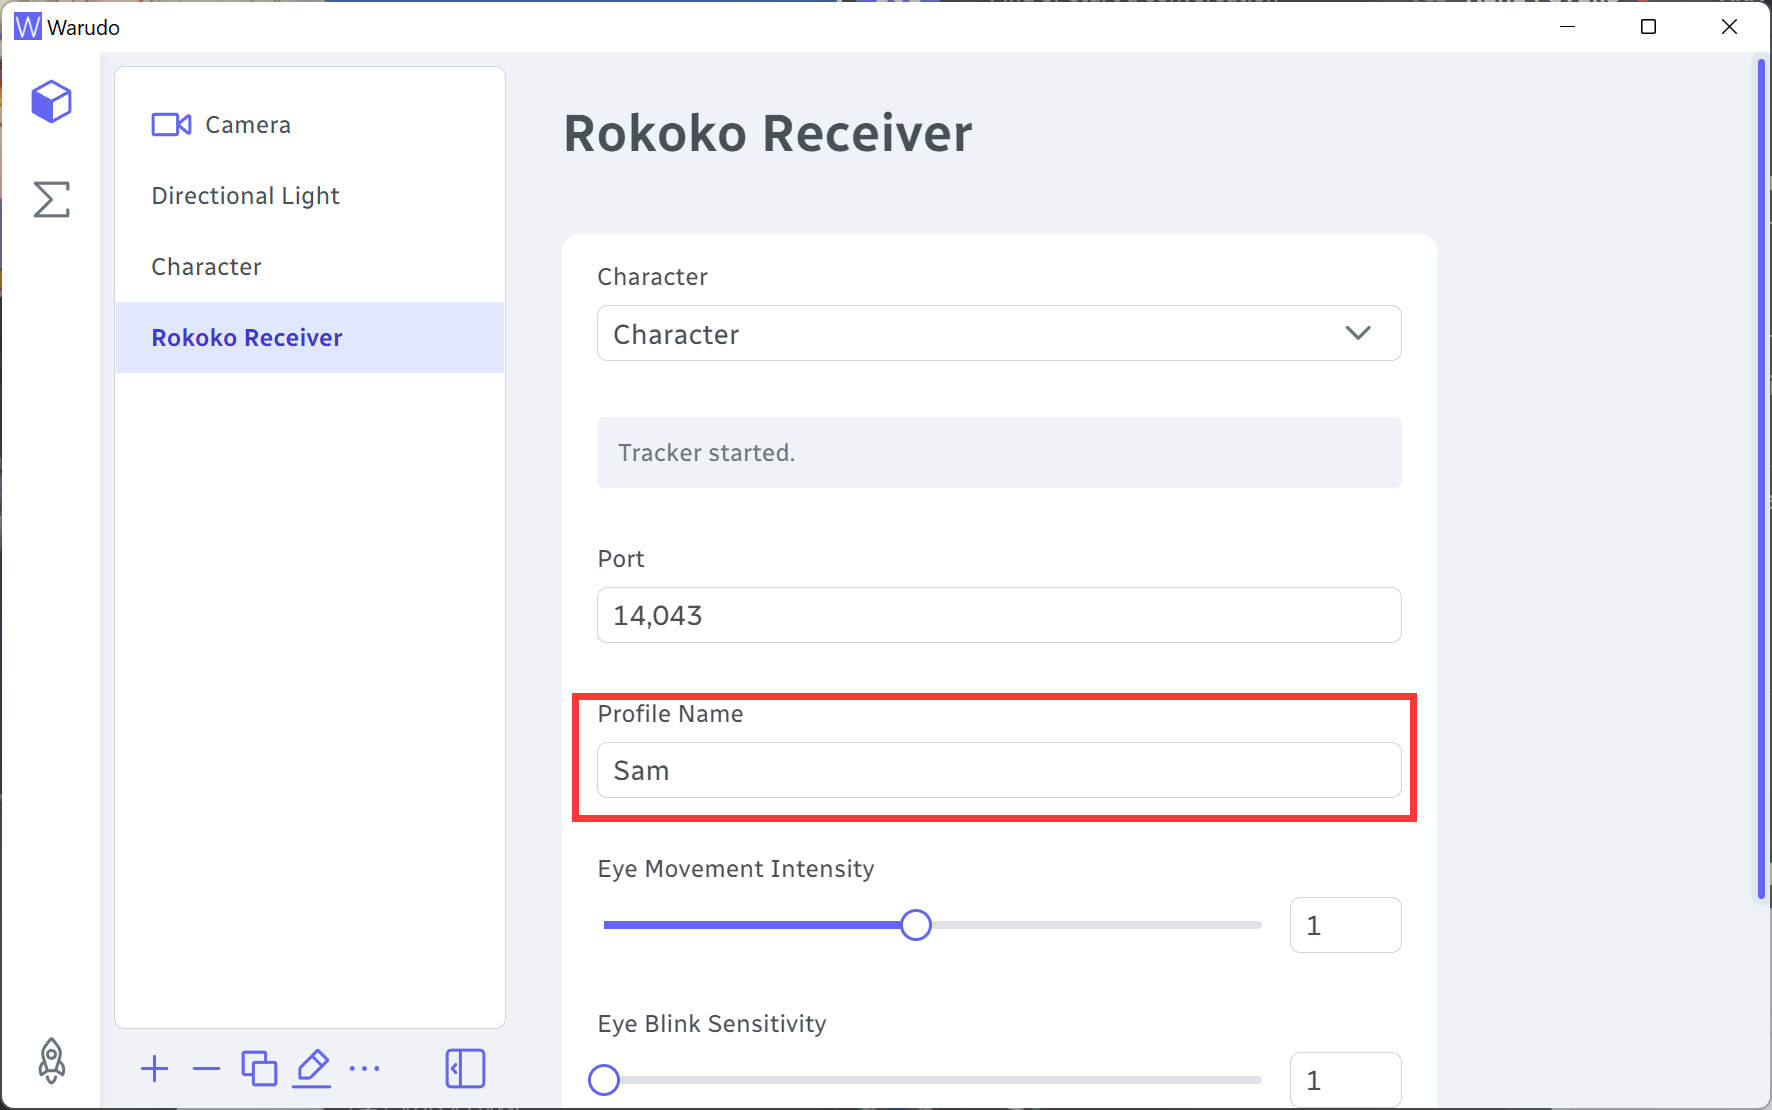 Warudo
Camera
Directional Light
Character
Rokoko Receiver
Rokoko Receiver
Character
Character
Tracker started.
Port
14,043
Profile Name
Sam
Eye Movement Intensity
1
Eye Blink Sensitivity
1